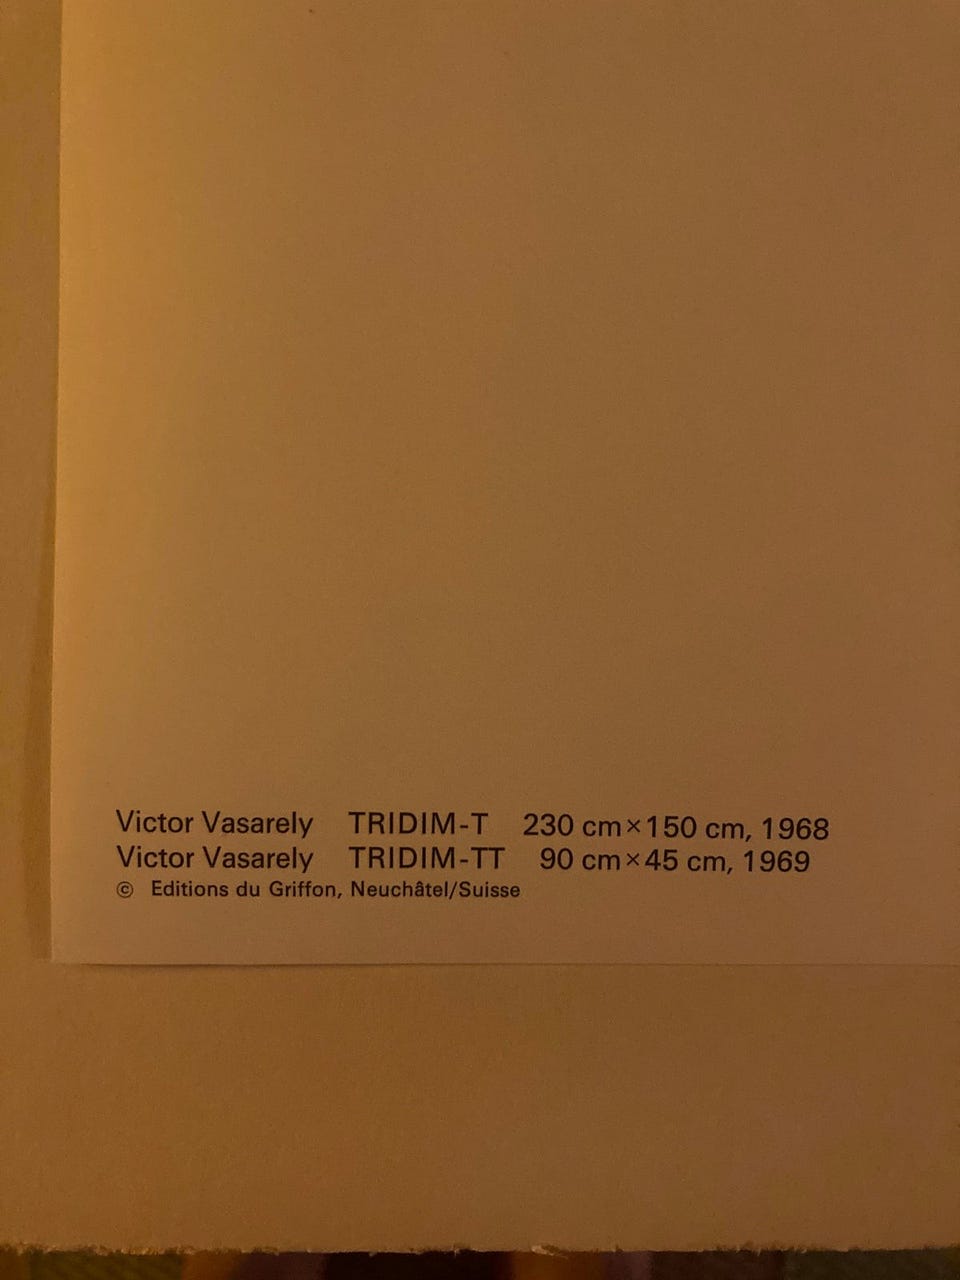 Victor Vasarely TRIDIM-T 230 cm×150 cm, 1968
Victor Vasarely TRIDIM-TT 90 cm×45 cm, 1969
© Editions du Griffon, Neuchâtel/Suisse